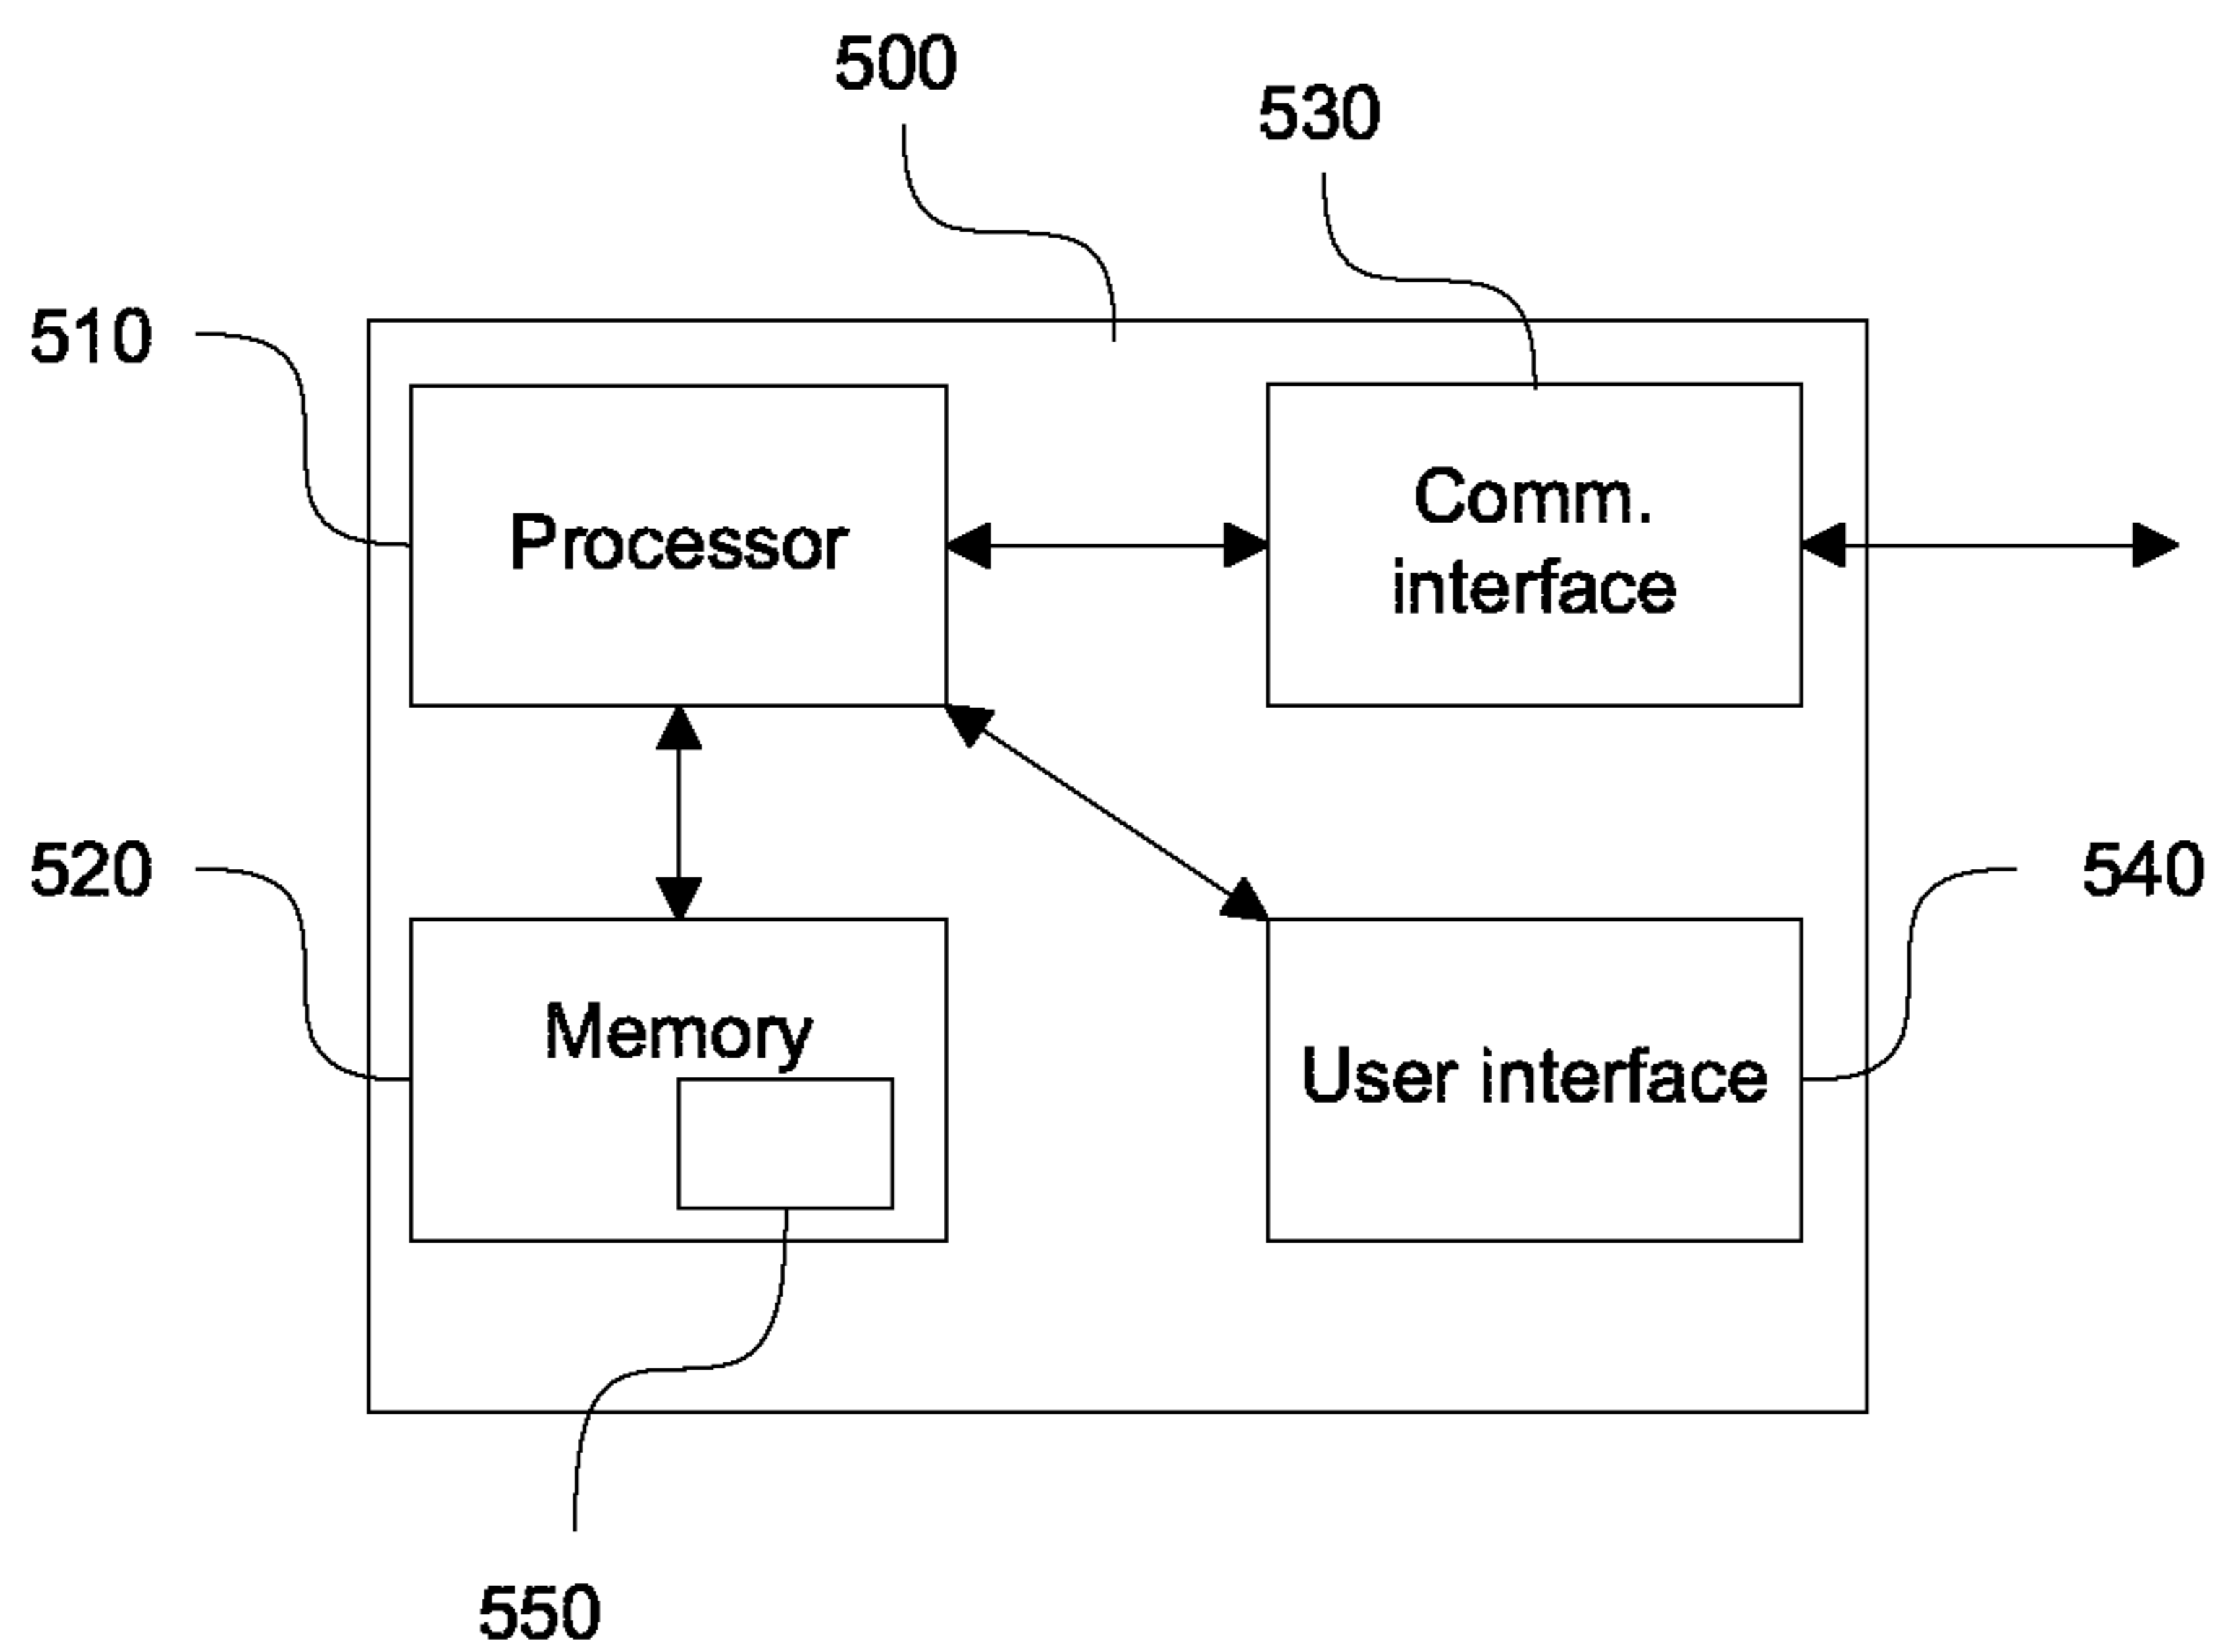 500
530
510
Processor
Comm.
interface
520
540
Memory
User interface
550